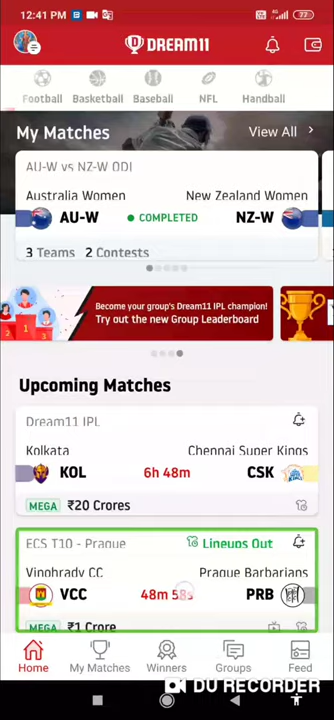 12:41 PM
77
DREAM11
Football Basketball Baseball NFL Handball
My Matches
View All
AU-W vs NZ-W ODI
Australia Women New Zealand Women
AU-W COMPLETED NZ-W
3 Teams 2 Contests
Become your group's Dream11 IPL champion!
Try out the new Group Leaderboard
Upcoming Matches
Dream11 IPL
Kolkata Chennai Super Kings
KOL 6h 48m CSK
MEGA ₹20 Crores
ECS T10 - Prague Lineups Out
Vinohrady CC Prague Barbarians
VCC 48m 58s PRB
MEGA ₹1 Crore
Home My Matches Winners Groups Feed
DU RECORDER